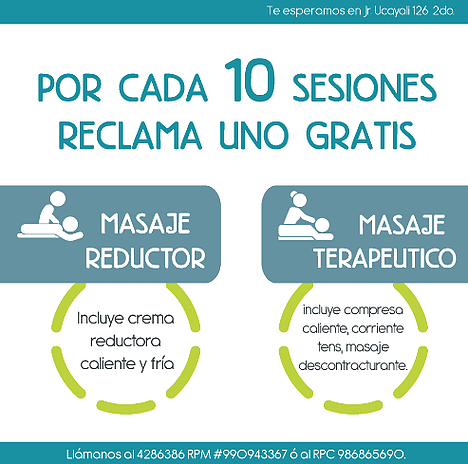 Te esperamos en Jr. Ucayali 126 2do.
POR CADA 10 SESIONES
RECLAMA UNO GRATIS
MASAJE
REDUCTOR
Incluye crema
reductora
caliente y fría
MASAJE
TERAPEUTICO
incluye compresa
caliente, corriente
tens, masaje
descontracturante.
Llámanos al 4286386 RPM #990943367 ó al RPC 986865690.